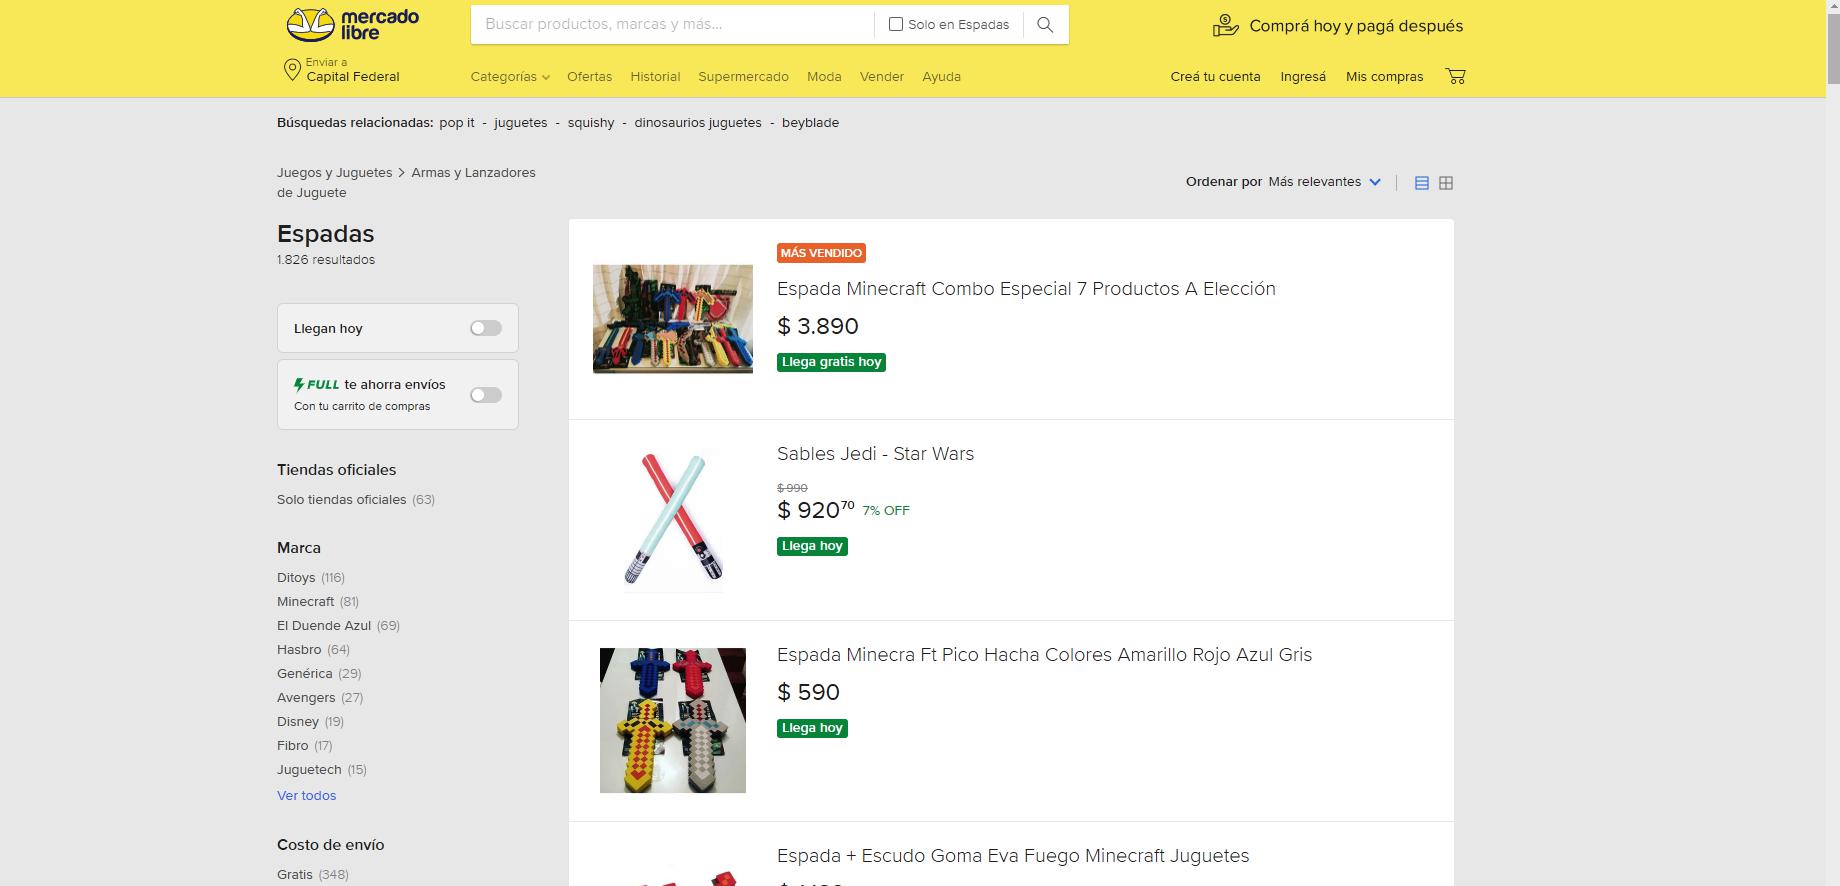 mercado
libre
Buscar productos, marcas y más...
Solo en Espadas
Comprá hoy y pagá después
Enviar a
Capital Federal
Categorías Ofertas Historial Supermercado Moda Vender Ayuda
Creá tu cuenta Ingresá Mis compras
Búsquedas relacionadas: pop it - juguetes - squishy - dinosaurios juguetes - beyblade
Juegos y Juguetes > Armas y Lanzadores
de Juguete
Ordenar por Más relevantes
Espadas
1.826 resultados
Llegan hoy
FULL te ahorra envíos
Con tu carrito de compras
Tiendas oficiales
Solo tiendas oficiales (63)
Marca
Ditoys (116)
Minecraft (81)
El Duende Azul (69)
Hasbro (64)
Genérica (29)
Avengers (27)
Disney (19)
Fibro (17)
Juguetech (15)
Ver todos
Costo de envío
Gratis (348)
MÁS VENDIDO
Espada Minecraft Combo Especial 7 Productos A Elección
$ 3.890
Llega gratis hoy
Sables Jedi - Star Wars
$ 990
$ 920 70 7% OFF
Llega hoy
Espada Minecra Ft Pico Hacha Colores Amarillo Rojo Azul Gris
$ 590
Llega hoy
Espada + Escudo Goma Eva Fuego Minecraft Juguetes